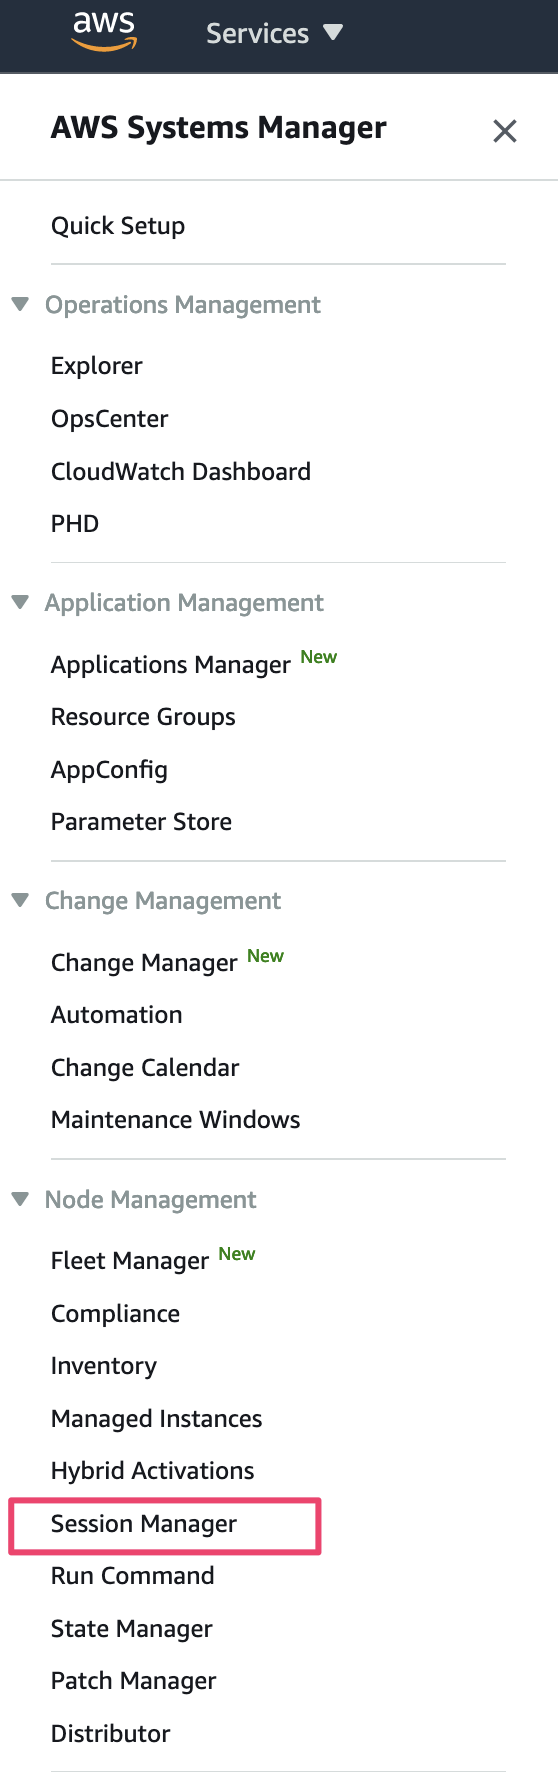 aws
Services
AWS Systems Manager
Quick Setup
Operations Management
Explorer
OpsCenter
CloudWatch Dashboard
PHD
Application Management
Applications Manager New
Resource Groups
AppConfig
Parameter Store
Change Management
Change Manager New
Automation
Change Calendar
Maintenance Windows
Node Management
Fleet Manager New
Compliance
Inventory
Managed Instances
Hybrid Activations
Session Manager
Run Command
State Manager
Patch Manager
Distributor